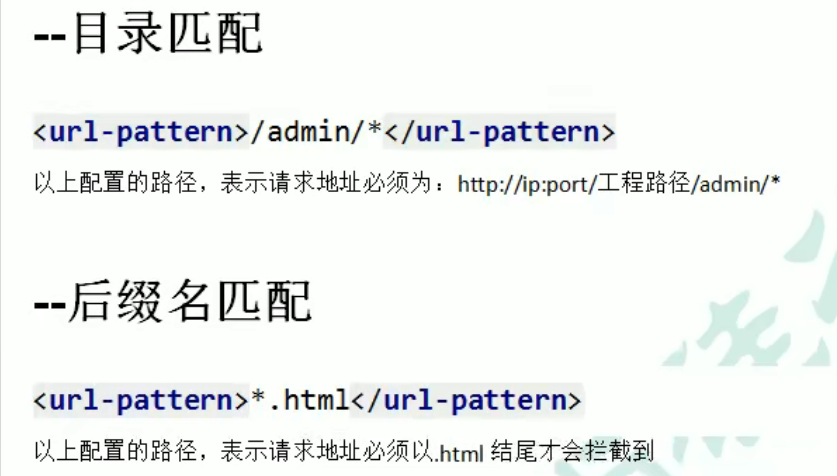 --目录匹配
<url-pattern>/admin/*</url-pattern>
以上配置的路径，表示请求地址必须为：http://ip:port/工程路径/admin/*
--后缀名匹配
<url-pattern>*.html</url-pattern>
以上配置的路径，表示请求地址必须以.html 结尾才会拦截到